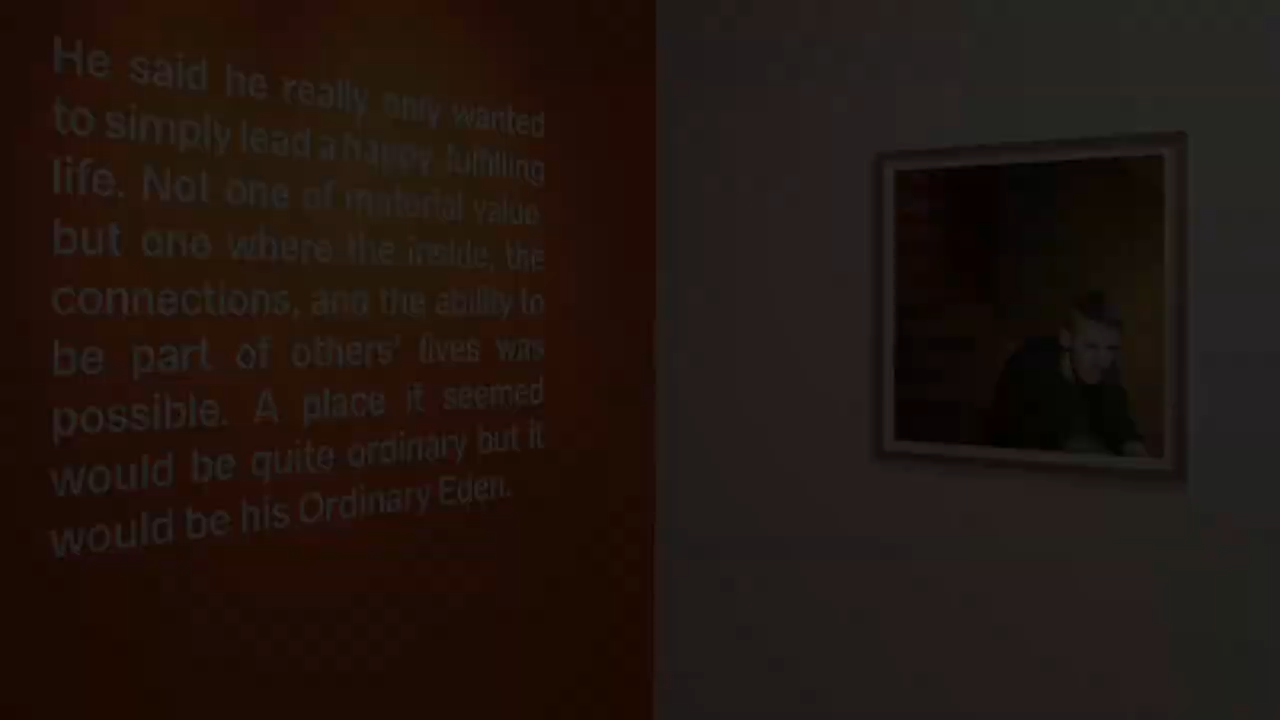 He said he really only wanted
to simply lead a happy, fulfilling
life. Not one of material value,
but one where the inside, the
connections, and the ability to
be part of others' lives was
possible. A place it seemed
would be quite ordinary but it
would be his Ordinary Eden.